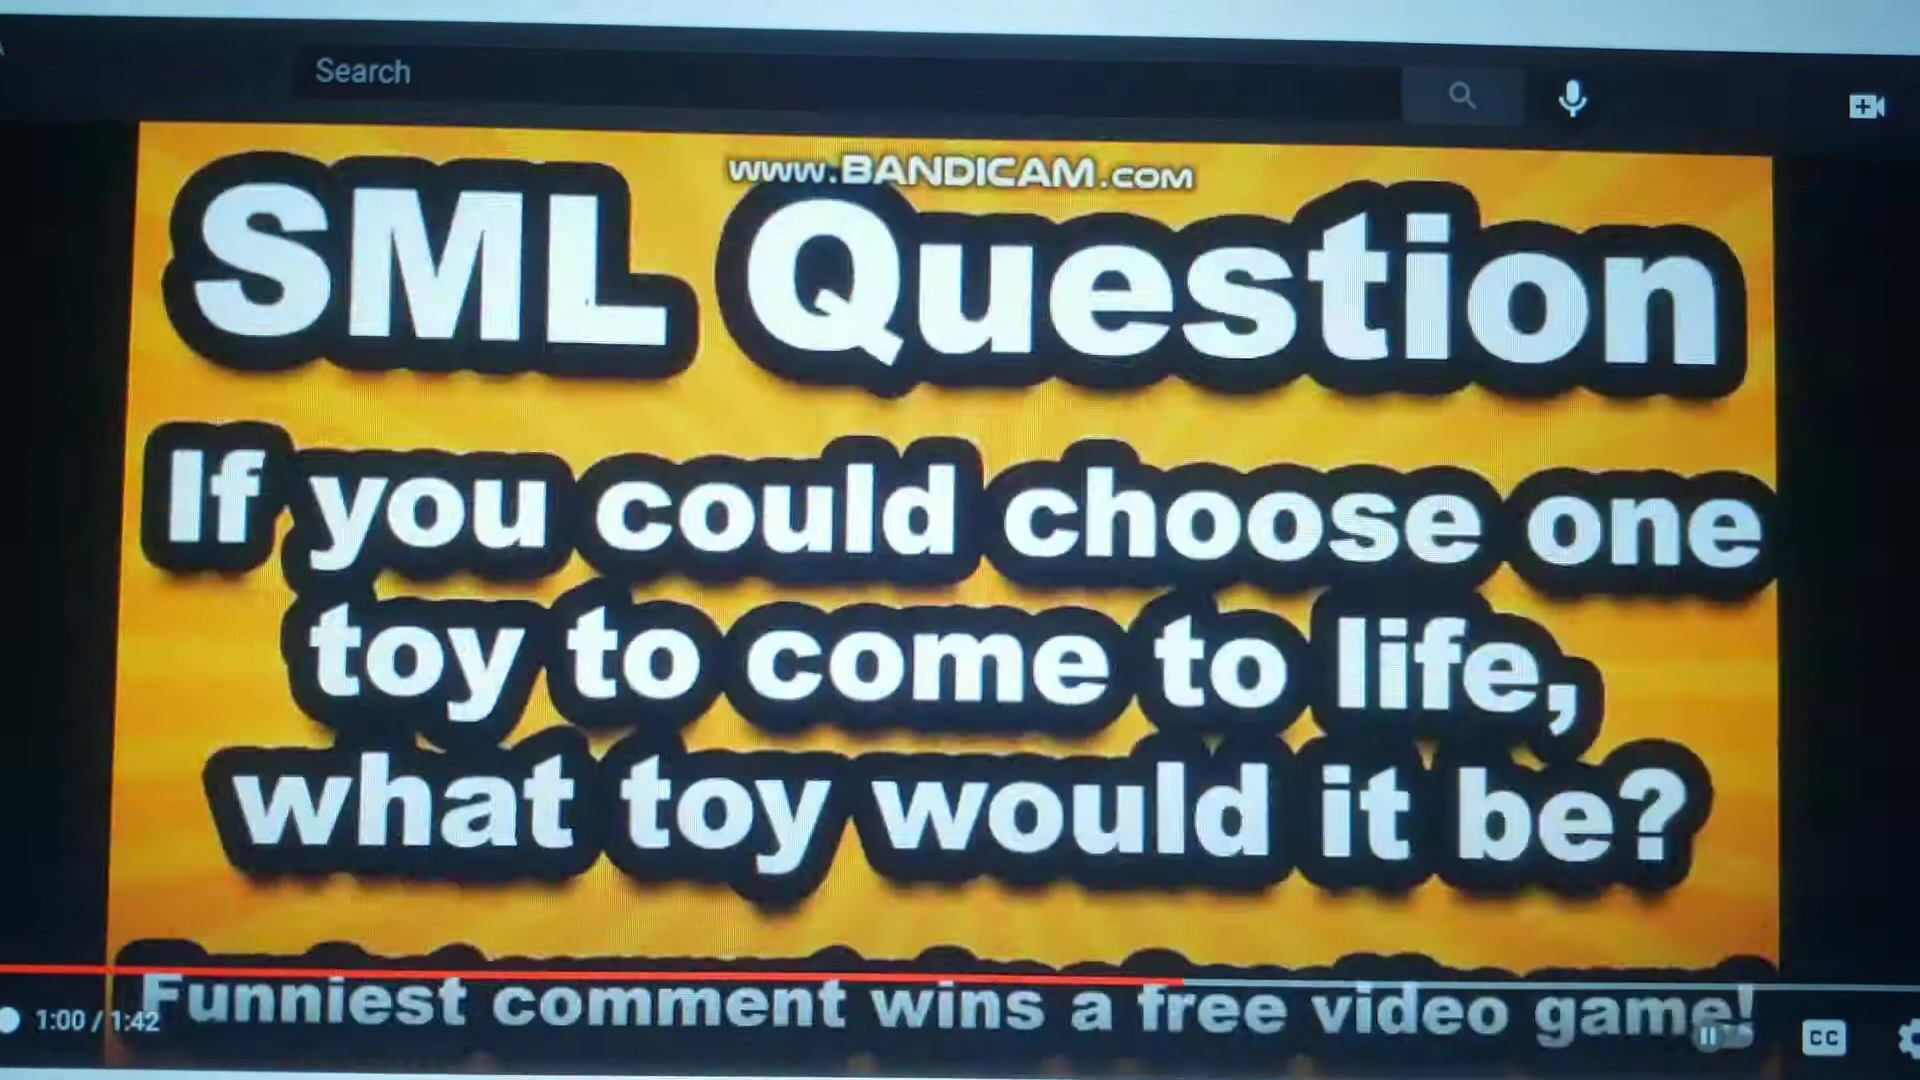 Search
www.BANDICAM.COM
SML Question
If you could choose one
toy to come to life,
what toy would it be?
Funniest comment wins a free video game!
1:00 / 1:42
CC